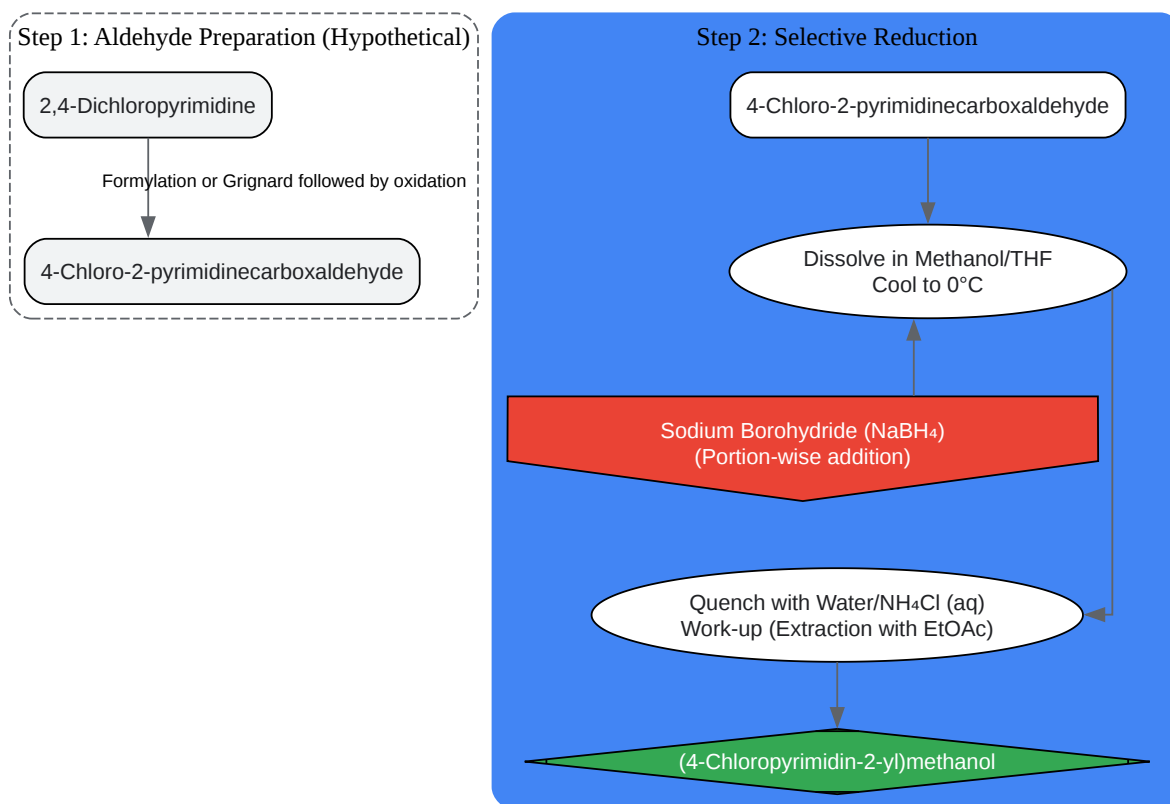 Step 1: Aldehyde Preparation (Hypothetical)
2,4-Dichloropyrimidine
Formylation or Grignard followed by oxidation
4-Chloro-2-pyrimidinecarboxaldehyde
Step 2: Selective Reduction
4-Chloro-2-pyrimidinecarboxaldehyde
Dissolve in Methanol/THF
Cool to 0°C
Sodium Borohydride (NaBH₄)
(Portion-wise addition)
Quench with Water/NH₄Cl (aq)
Work-up (Extraction with EtOAc)
(4-Chloropyrimidin-2-yl)methanol